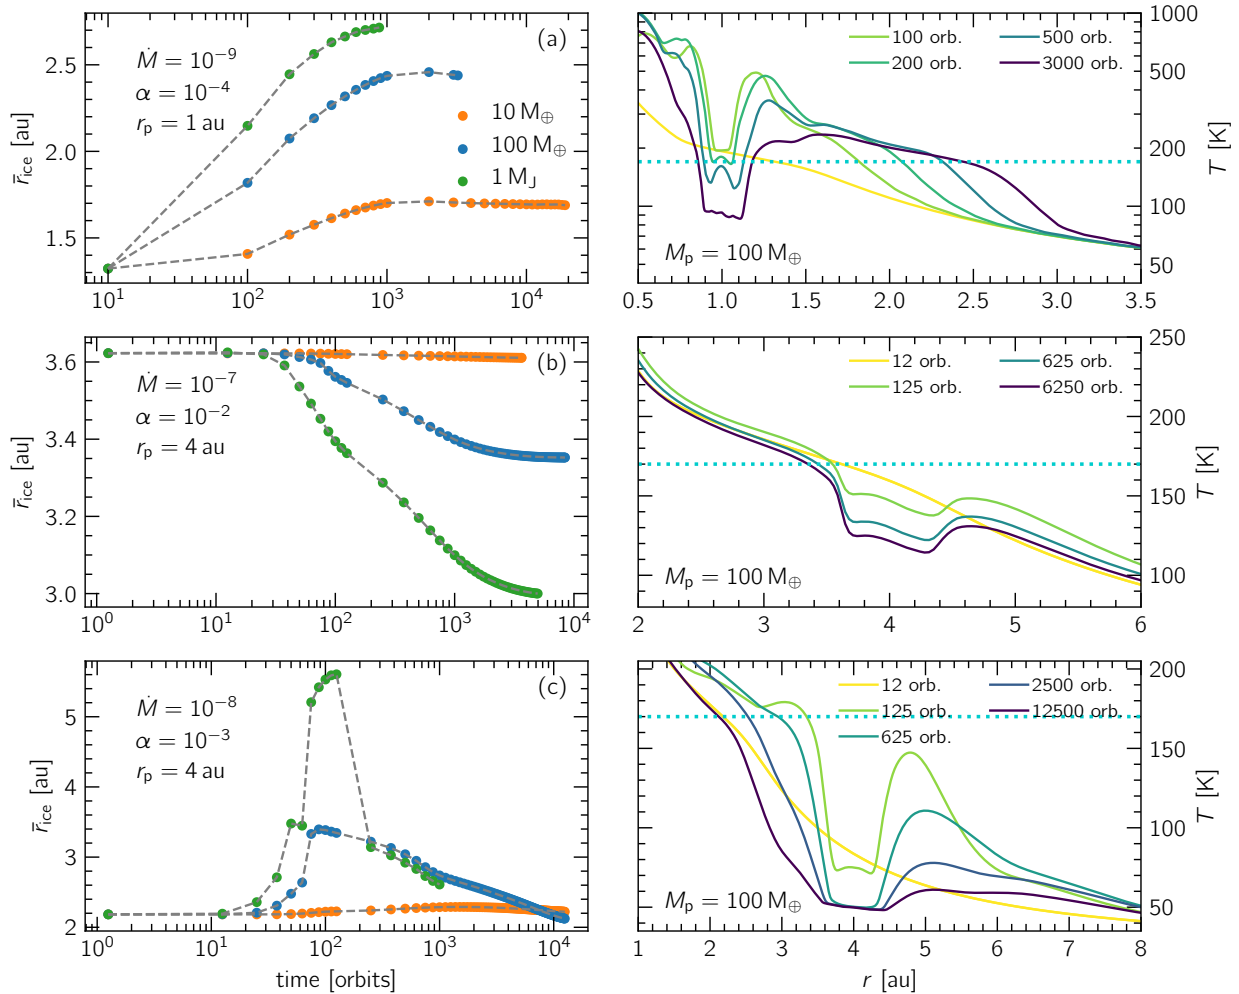 (a)
Ṁ = 10⁻⁹
α = 10⁻⁴
rₚ = 1 au
10 M⊕
100 M⊕
1 M_J
r̄_ice [au]
2.5
2.0
1.5
10¹ 10² 10³ 10⁴
100 orb. 500 orb.
200 orb. 3000 orb.
M_p = 100 M⊕
1000
500
200
100
50
T [K]
0.5 1.0 1.5 2.0 2.5 3.0 3.5
(b)
Ṁ = 10⁻⁷
α = 10⁻²
rₚ = 4 au
r̄_ice [au]
3.6
3.4
3.2
3.0
10⁰ 10¹ 10² 10³ 10⁴
12 orb. 625 orb.
125 orb. 6250 orb.
M_p = 100 M⊕
250
200
150
100
T [K]
2 3 4 5 6
(c)
Ṁ = 10⁻⁸
α = 10⁻³
rₚ = 4 au
r̄_ice [au]
5
4
3
2
10⁰ 10¹ 10² 10³ 10⁴
time [orbits]
12 orb. 2500 orb.
125 orb. 12500 orb.
625 orb.
M_p = 100 M⊕
200
150
100
50
T [K]
1 2 3 4 5 6 7 8
r [au]